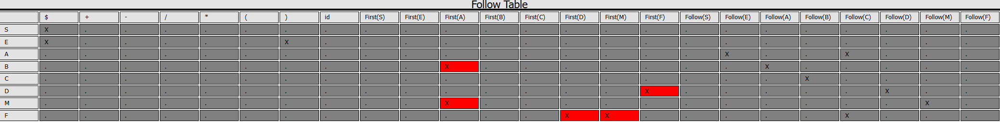 Follow Table
$ + - / * ( ) id First(S) First(E) First(A) First(B) First(C) First(D) First(M) First(F) Follow(S) Follow(E) Follow(A) Follow(B) Follow(C) Follow(D) Follow(M) Follow(F)
S X . . . . . . . . . . . . . . . . . . . . . . .
E X . . . . . X . . . . . . . . . . . . . . . . .
A . . . . . . . . . . . . . . . . . X . . X . . .
B . . . . . . . . . . X . . . . . . . X . . . . .
C . . . . . . . . . . . . . . . . . . . X . . . .
D . . . . . . . . . . . . . . . X . . . . . X . .
M . . . . . . . . . . X . . . . . . . . . . . X .
F . . . . . . . . . . . . . X X . . . . . X . . .